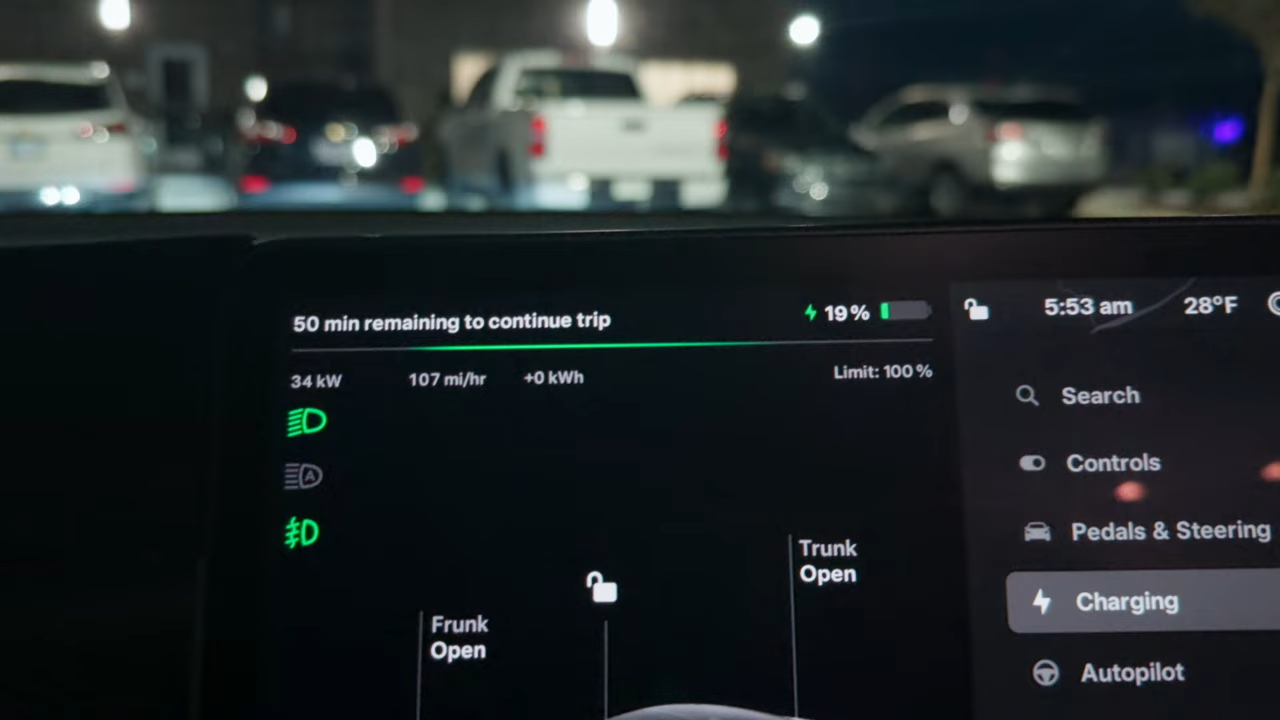 50 min remaining to continue trip
19%
5:53 am
28°F
34 kW
107 mi/hr
+0 kWh
Limit: 100%
A
Search
Controls
Pedals & Steering
Charging
Autopilot
Trunk
Open
Frunk
Open